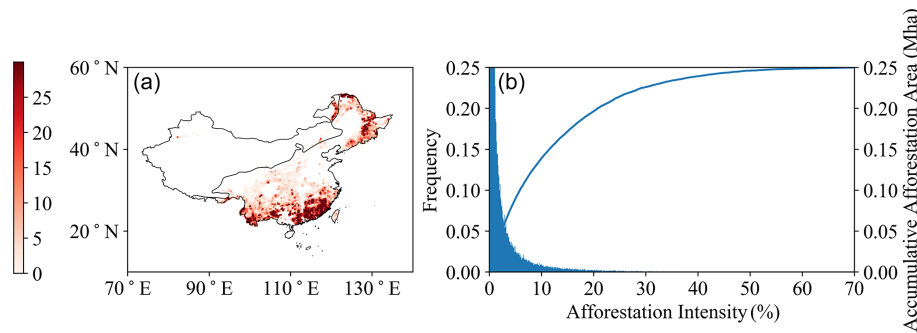 25
20
15
10
5
0
(a)
60°N
40°N
20°N
70°E
90°E
110°E
130°E
(b)
Frequency
0.25
0.20
0.15
0.10
0.05
0.00
0
10
20
30
40
50
60
70
Afforestation Intensity (%)
0.25
0.20
0.15
0.10
0.05
0.00
Accumulative Afforestation Area (Mha)